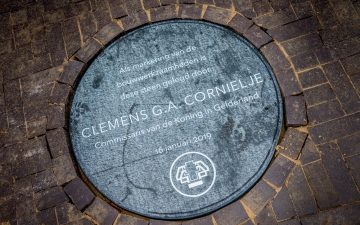 Als markering van de
bouwwerkzaamheden is
deze steen gelegd door:
CLEMENS G.A. CORNIELJE
Commissaris van de Koning in Gelderland
16 januari 2019